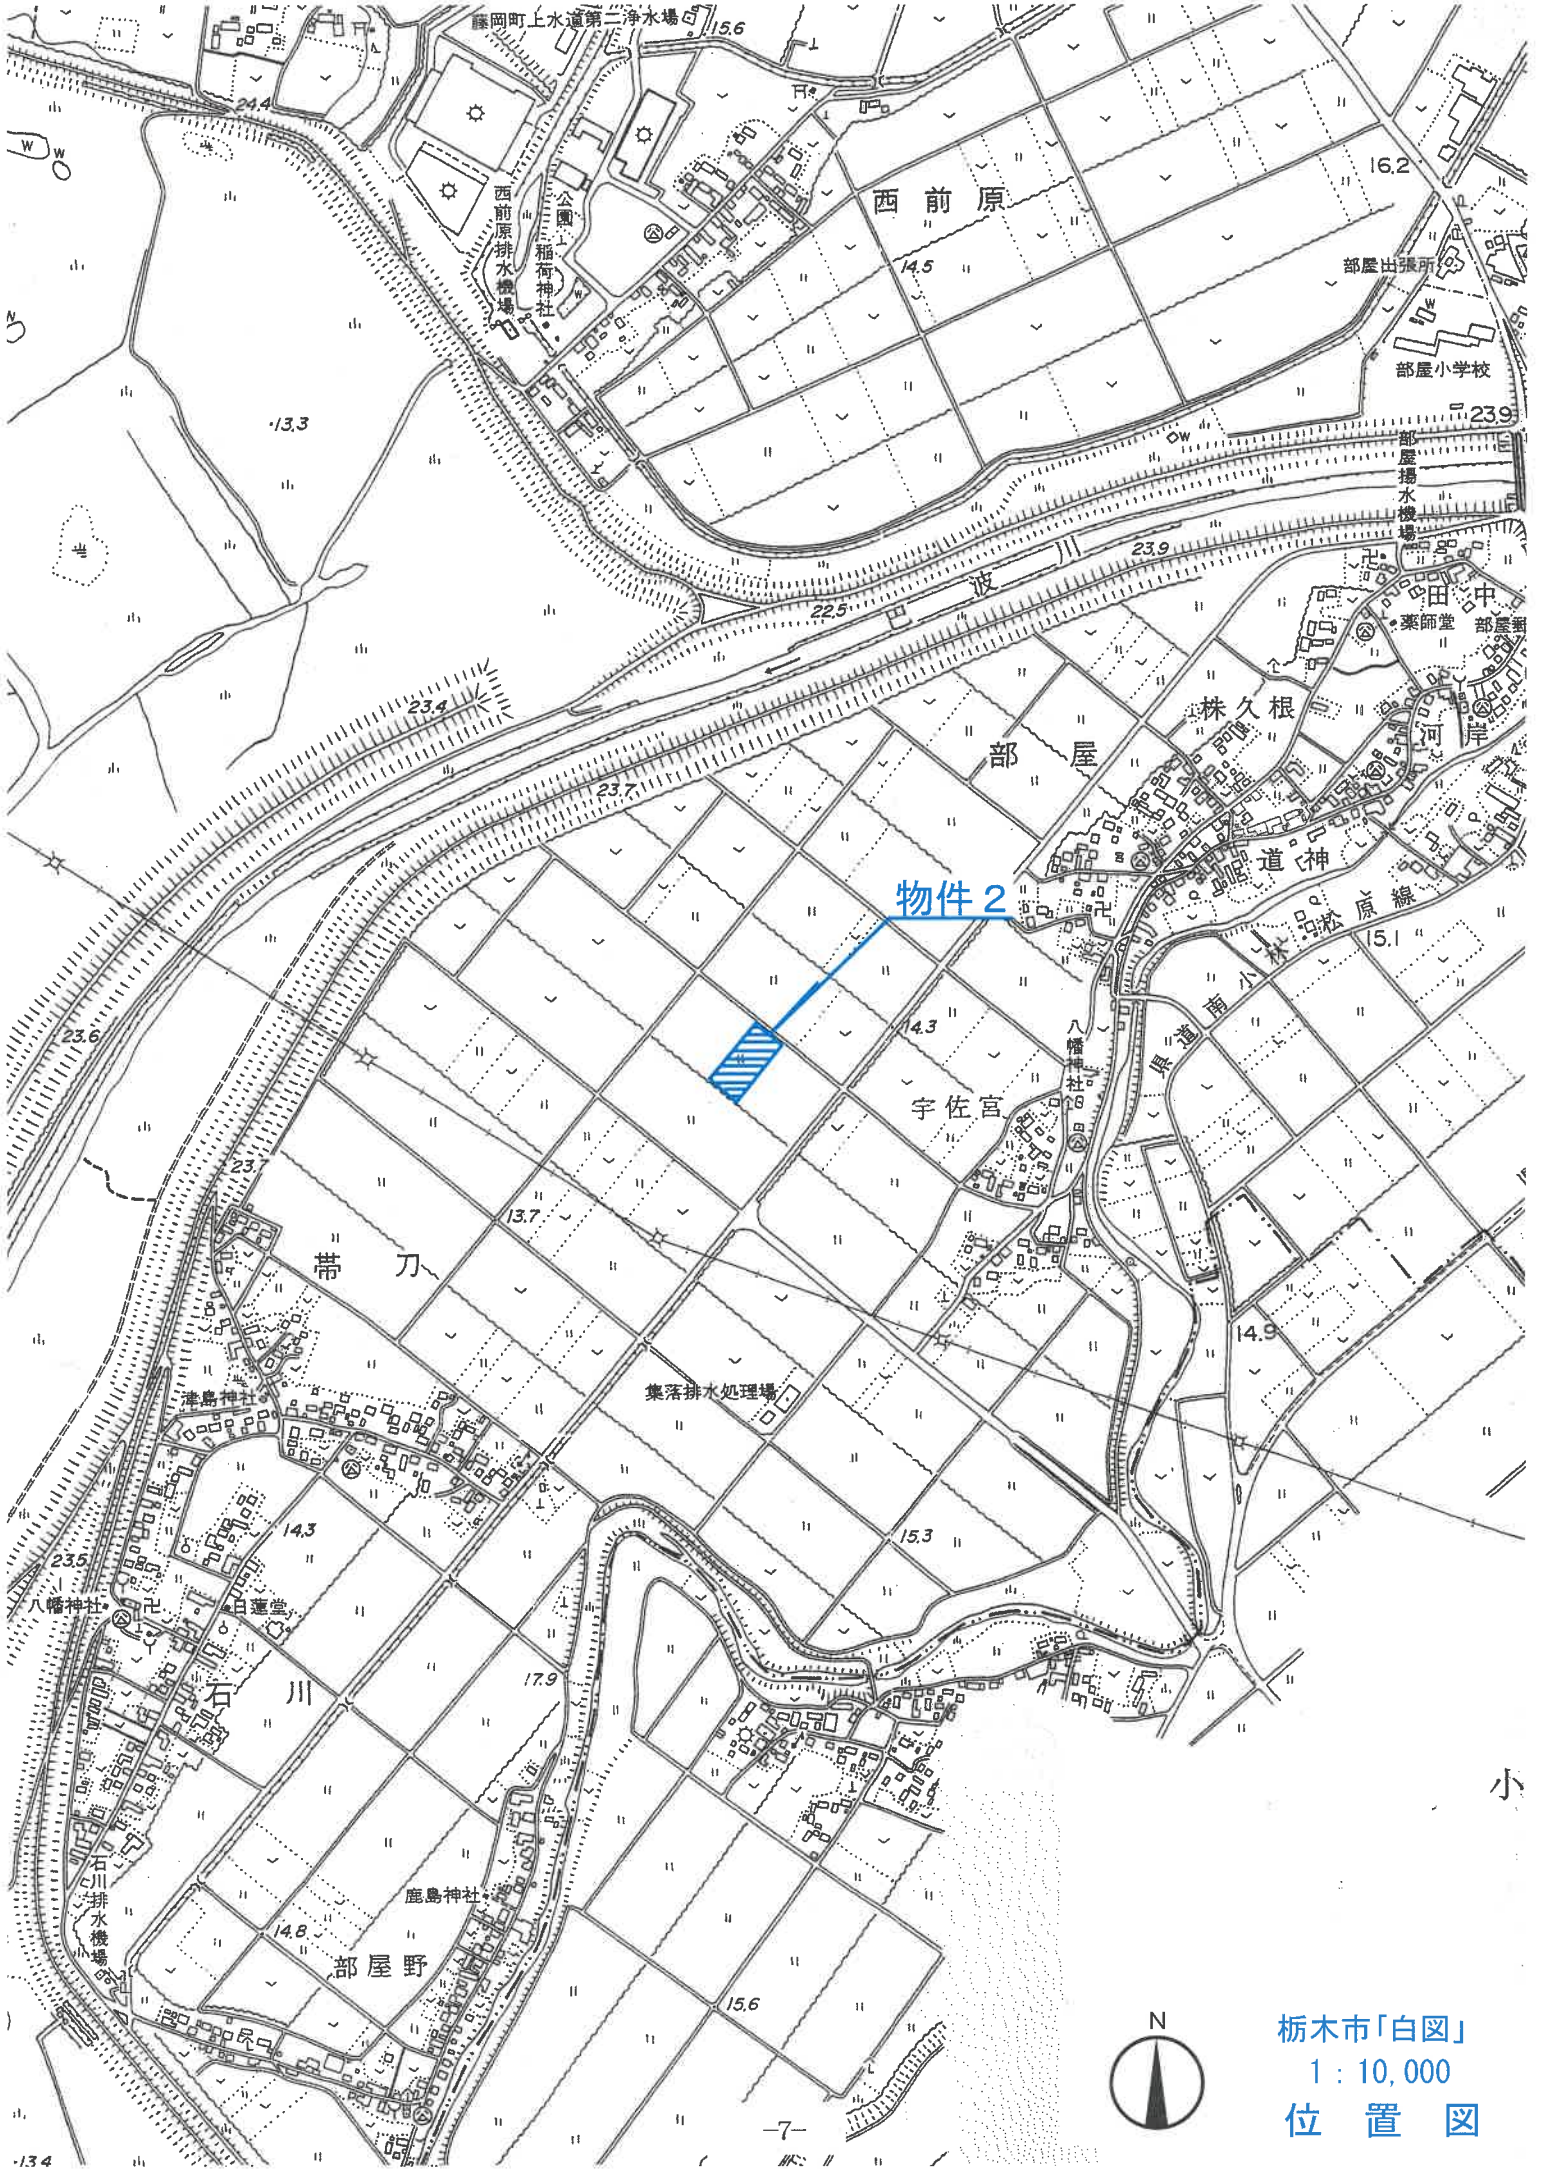 藤岡町上水道第二浄水場
15.6
24.4
W
W
16.2
西前原
公園
西前原排水機場
稲荷神社
W
14.5
部屋出張所
W
部屋小学校
・13.3
23.9
W
部屋揚水機場
23.9
波
川
22.5
田中
薬師堂
23.4
株久根
河岸
部屋
23.7
道神
物件2
県道南小林松原線
15.1
23.6
14.3
八幡神社
宇佐宮
23.7
13.7
帯刀
14.9
集落排水処理場
津島神社
14.3
15.3
23.5
八幡神社
日蓮堂
17.9
石川
小
石川排水機場
鹿島神社
14.8
部屋野
15.6
N
栃木市「白図」
1:10,000
位置図
-7-
・13.4